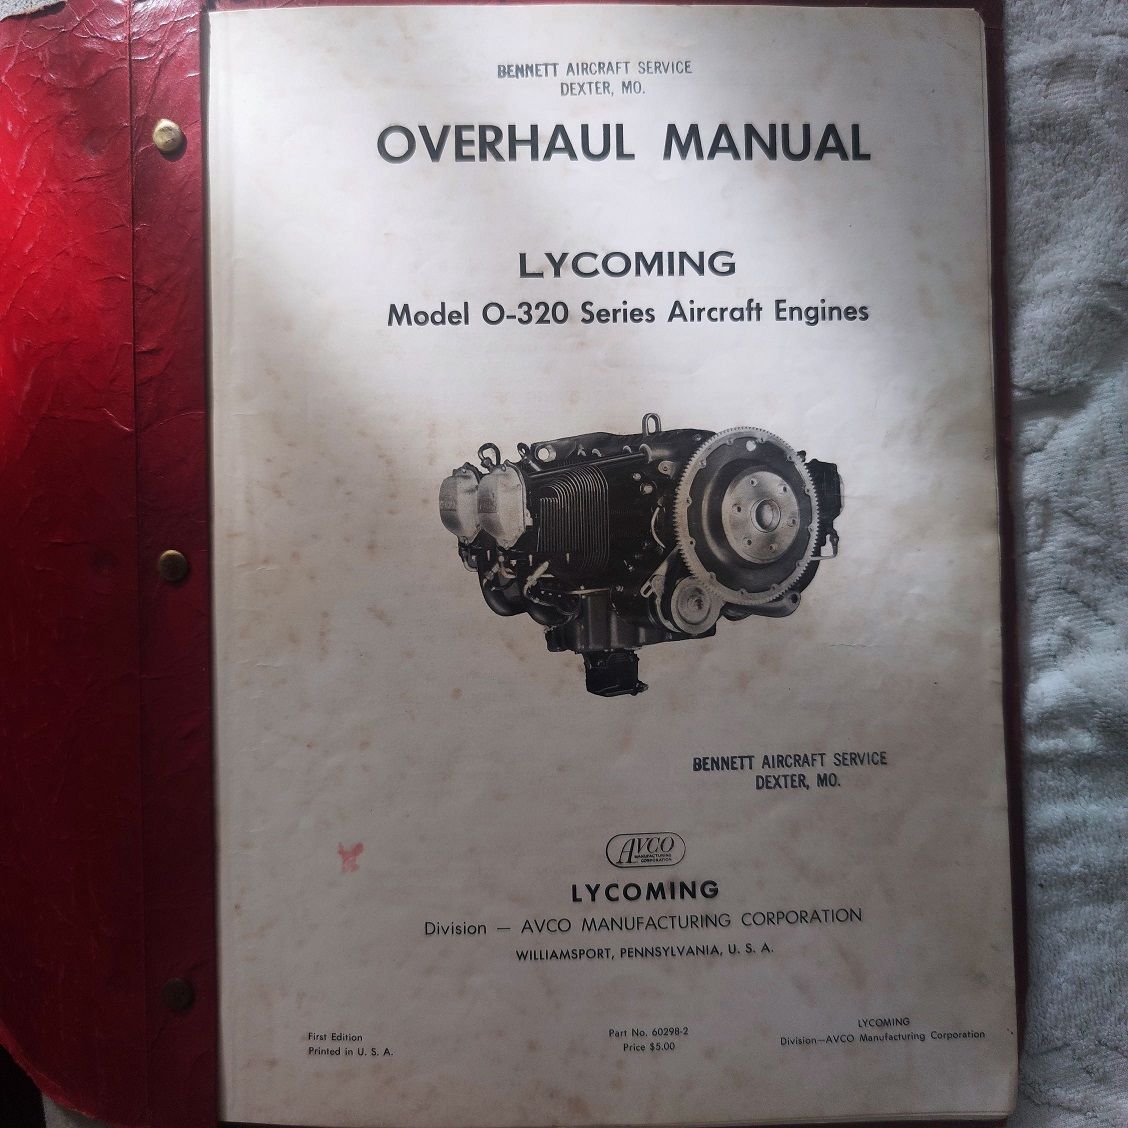 BENNETT AIRCRAFT SERVICE
DEXTER, MO.
OVERHAUL MANUAL
LYCOMING
Model O-320 Series Aircraft Engines
BENNETT AIRCRAFT SERVICE
DEXTER, MO.
AVCO
MANUFACTURING
CORPORATION
LYCOMING
Division — AVCO MANUFACTURING CORPORATION
WILLIAMSPORT, PENNSYLVANIA, U. S. A.
First Edition
Printed in U. S. A.
Part No. 60298-2
Price $5.00
LYCOMING
Division—AVCO Manufacturing Corporation